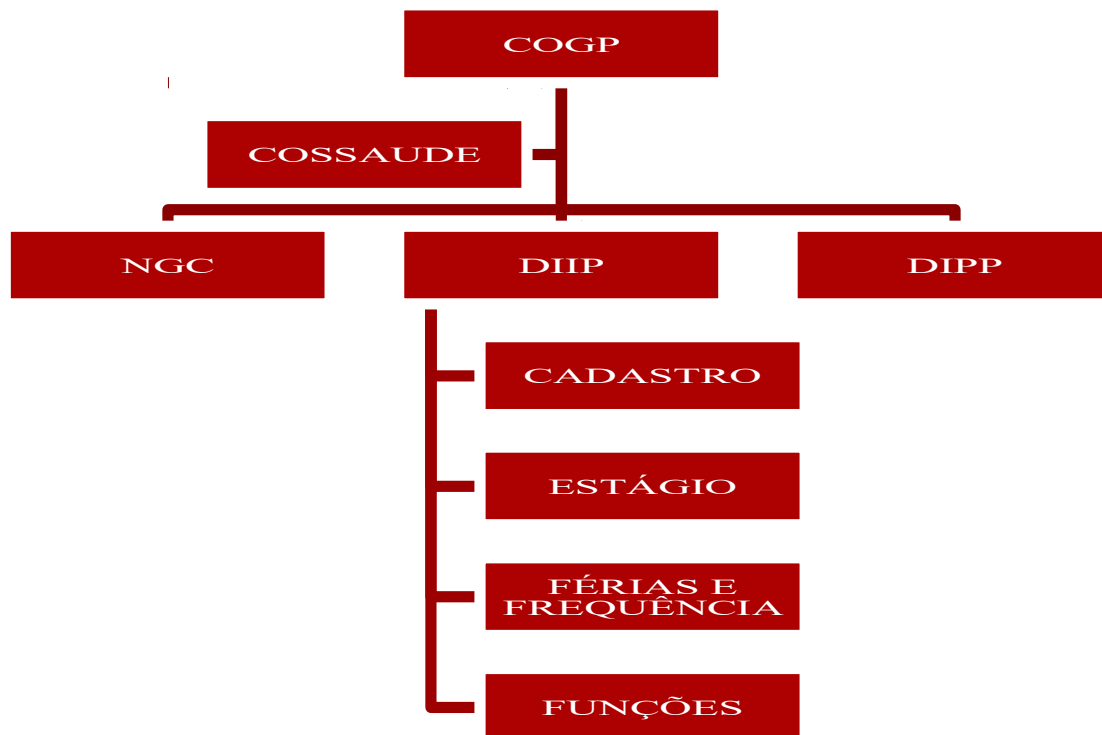 COGP
COSSAUDE
NGC
DIIP
DIPP
CADASTRO
ESTÁGIO
FÉRIAS E
FREQUÊNCIA
FUNÇÕES